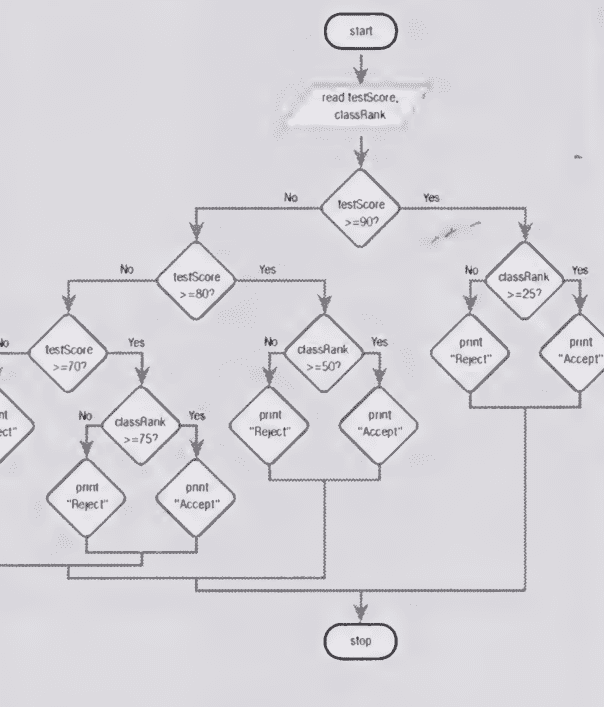 start
read testScore,
classRank
testScore
>=90?
No
Yes
testScore
>=80?
No
Yes
classRank
>=25?
No
Yes
testScore
>=70?
Yes
classRank
>=50?
No
Yes
print
"Reject"
print
"Accept"
classRank
>=75?
No
Yes
print
"Reject"
print
"Accept"
print
"Reject"
print
"Accept"
stop